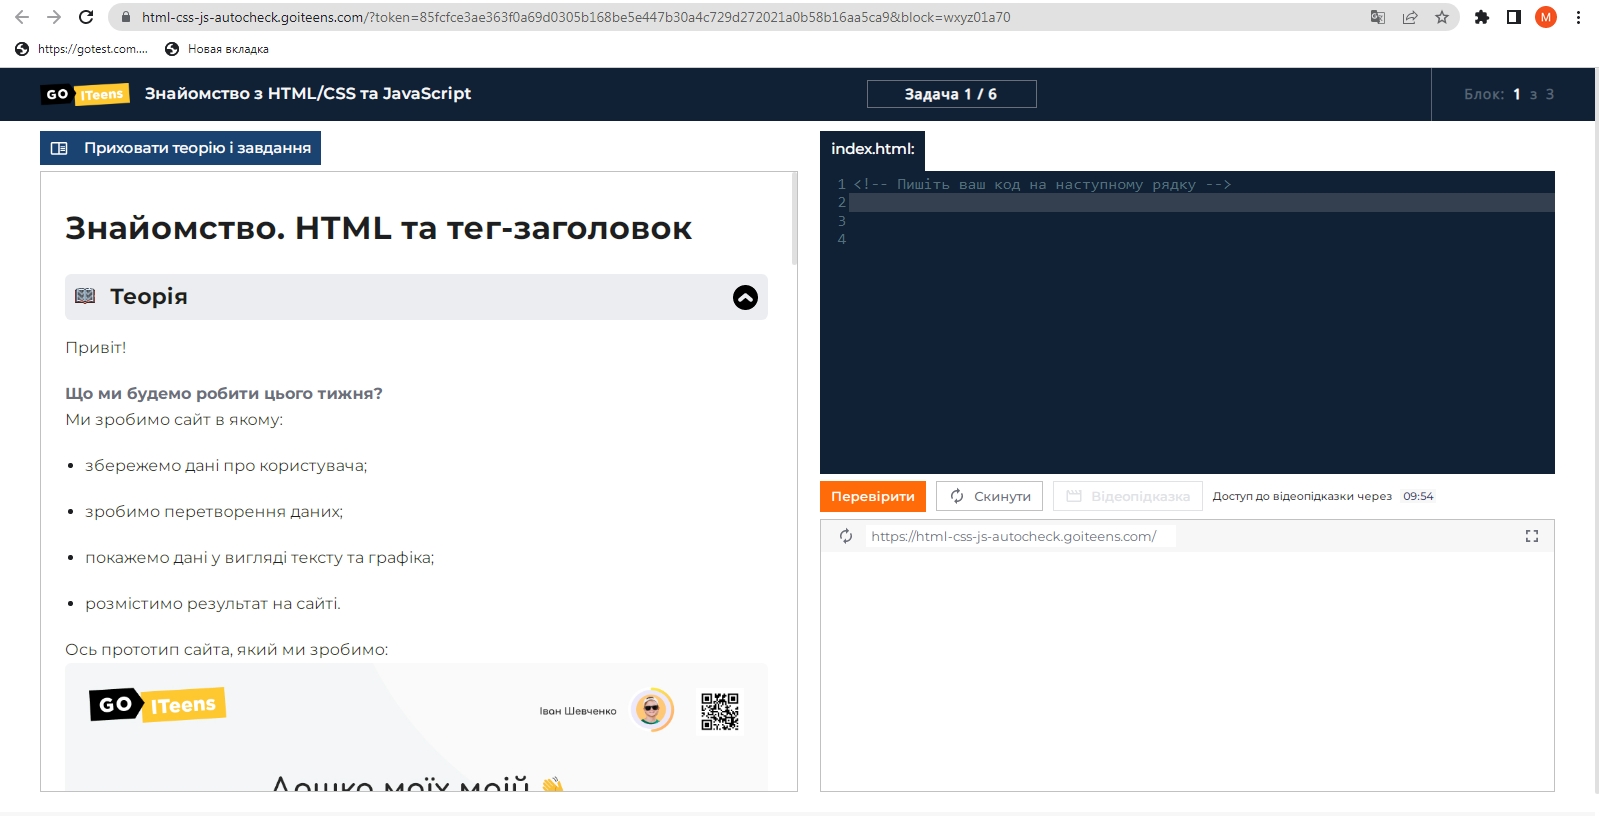 html-css-js-autocheck.goiteens.com/?token=85fcfce3ae363f0a69d0305b168be5e447b30a4c729d272021a0b58b16aa5ca9&block=wxyz01a70
M
https://gotest.com....
Новая вкладка
GO ITeens
Знайомство з HTML/CSS та JavaScript
Задача 1 / 6
Блок: 1 з 3
Приховати теорію і завдання
index.html:
1 <!-- Пишіть ваш код на наступному рядку -->
2
3
4
Знайомство. HTML та тег-заголовок
Теорія
Привіт!
Що ми будемо робити цього тижня?
Ми зробимо сайт в якому:
збережемо дані про користувача;
зробимо перетворення даних;
покажемо дані у вигляді тексту та графіка;
розмістимо результат на сайті.
Ось прототип сайта, який ми зробимо:
GO ITeens
Іван Шевченко
Дошка моїх мрій
Перевірити
Скинути
Відеопідказка
Доступ до відеопідказки через 09:54
https://html-css-js-autocheck.goiteens.com/